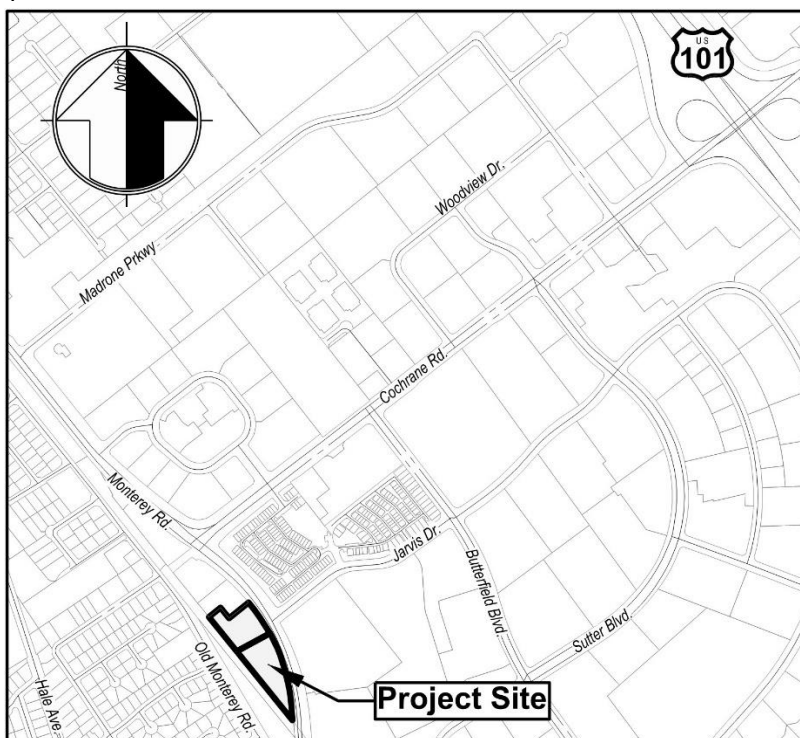 North
US
101
Woodview Dr.
Madrone Prkwy
Cochrane Rd.
Monterey Rd.
Jarvis Dr.
Butterfield Blvd.
Sutter Blvd.
Old Monterey Rd.
Hale Ave.
Project Site